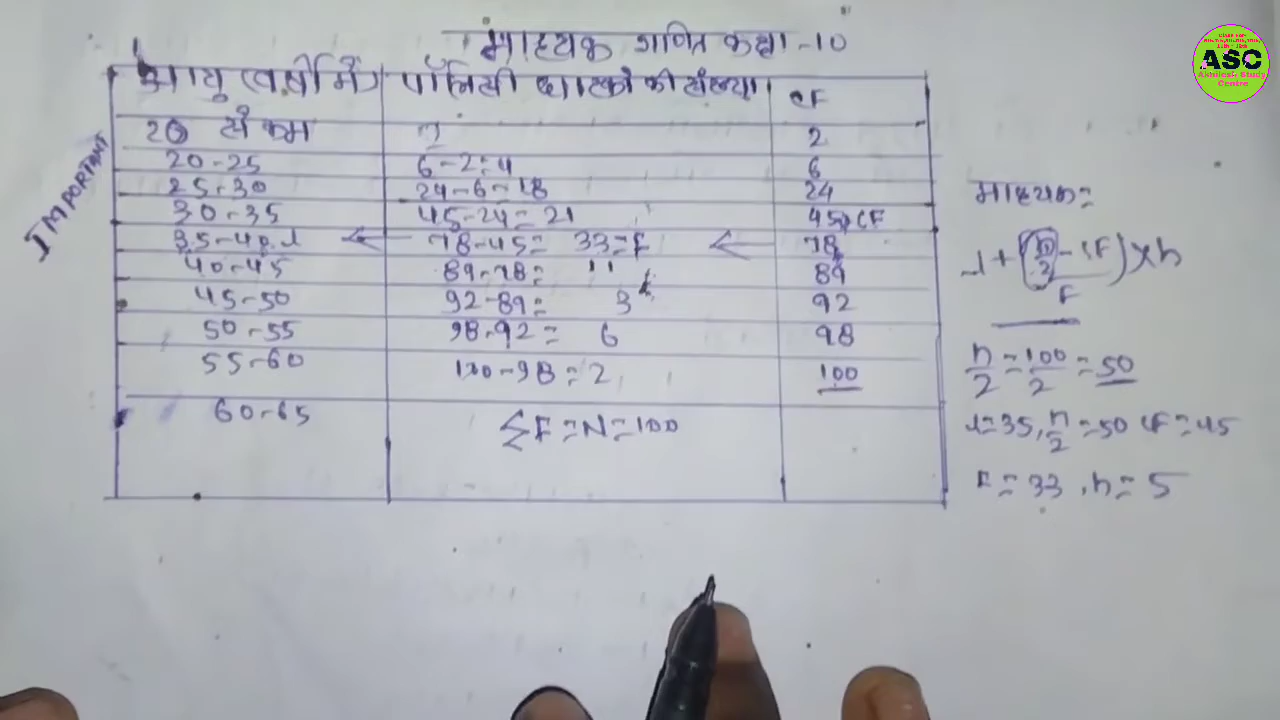 माध्यक गणित कक्षा -10
आयु (वर्षो में) पॉलिसी धारको की संख्या CF
20 से कम 2 2
20-25 6-2=4 6
25-30 24-6=18 24
30-35 45-24=21 45→CF
35-40.l ← 78-45= 33=F ← 78
40-45 89-78= 11 89
45-50 92-89= 3 92
50-55 98-92= 6 98
55-60 100-98=2 100
60-65 ΣF=N=100
IMPORTANT
माध्यक=
l+(n/2-CF/F)×h
n/2=100/2=50
l=35, n/2=50 CF=45
F=33, h=5
ASC
Akhilesh Study
Centre